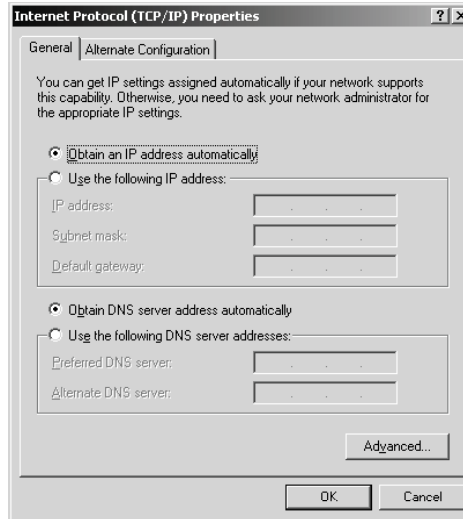 Internet Protocol (TCP/IP) Properties
General
Alternate Configuration
You can get IP settings assigned automatically if your network supports
this capability. Otherwise, you need to ask your network administrator for
the appropriate IP settings.
Obtain an IP address automatically
Use the following IP address:
IP address:
Subnet mask:
Default gateway:
Obtain DNS server address automatically
Use the following DNS server addresses:
Preferred DNS server:
Alternate DNS server:
Advanced...
OK
Cancel